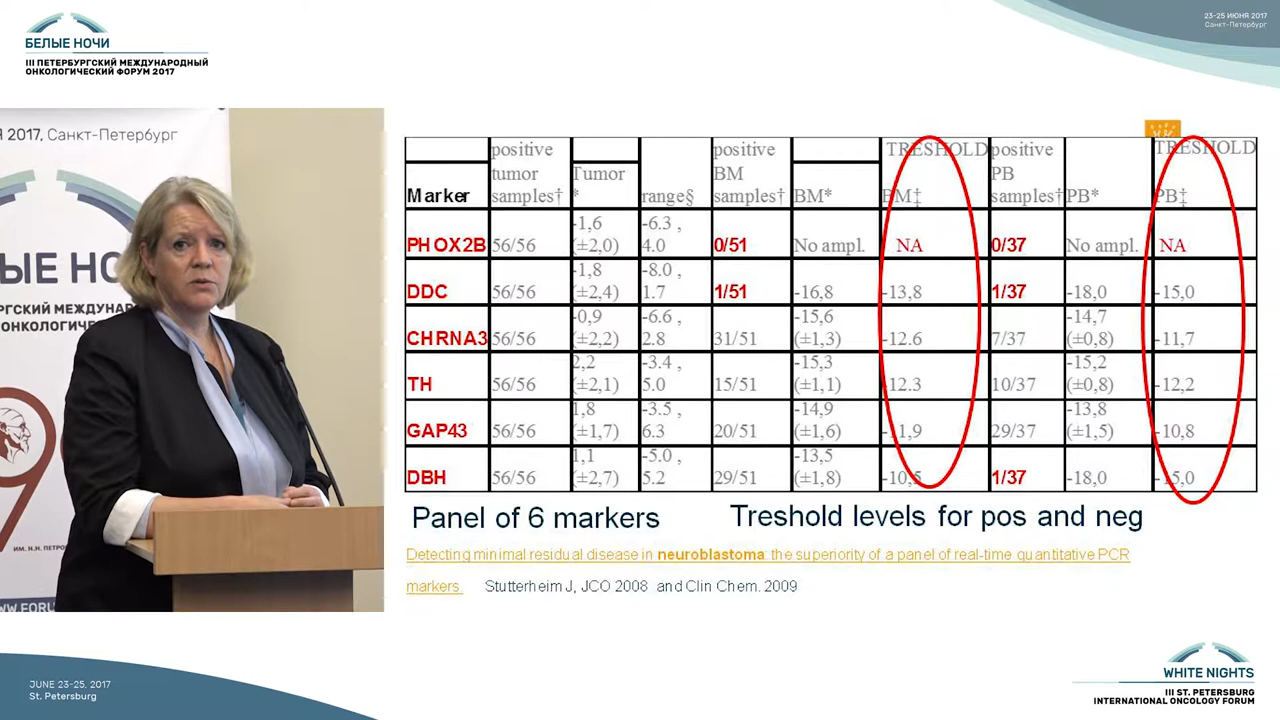 БЕЛЫЕ НОЧИ
III ПЕТЕРБУРГСКИЙ МЕЖДУНАРОДНЫЙ
ОНКОЛОГИЧЕСКИЙ ФОРУМ 2017
23-25 ИЮНЯ 2017
Санкт-Петербург
Я 2017, Санкт-Петербург
ЫЕ НО
РГСКИЙ МЕЖДУНАРОДН
ОНКОЛОГИЧЕС
9
ИМ. Н.Н. ПЕТРО
WW.FORU
Marker positive tumor samples† Tumor * range§ positive BM samples† BM* TRESHOLD BM‡ positive PB samples† PB* TRESHOLD PB‡
PHOX2B 56/56 -1,6 (±2,0) -6.3 , 4.0 0/51 No ampl. NA 0/37 No ampl. NA
DDC 56/56 -1,8 (±2,4) -8.0 , 1.7 1/51 -16,8 -13,8 1/37 -18,0 -15,0
CHRNA3 56/56 -0,9 (±2,2) -6.6 , 2.8 31/51 -15,6 (±1,3) -12.6 7/37 -14,7 (±0,8) -11,7
TH 56/56 2,2 (±2,1) -3.4 , 5.0 15/51 -15,3 (±1,1) -12.3 10/37 -15,2 (±0,8) -12,2
GAP43 56/56 1,8 (±1,7) -3.5 , 6.3 20/51 -14,9 (±1,6) -11,9 29/37 -13,8 (±1,5) -10,8
DBH 56/56 1,1 (±2,7) -5.0 , 5.2 29/51 -13,5 (±1,8) -10,5 1/37 -18,0 -15,0
Panel of 6 markers Treshold levels for pos and neg
Detecting minimal residual disease in neuroblastoma: the superiority of a panel of real-time quantitative PCR
markers. Stutterheim J, JCO 2008 and Clin Chem. 2009
JUNE 23-25, 2017
St. Petersburg
WHITE NIGHTS
III ST. PETERSBURG
INTERNATIONAL ONCOLOGY FORUM